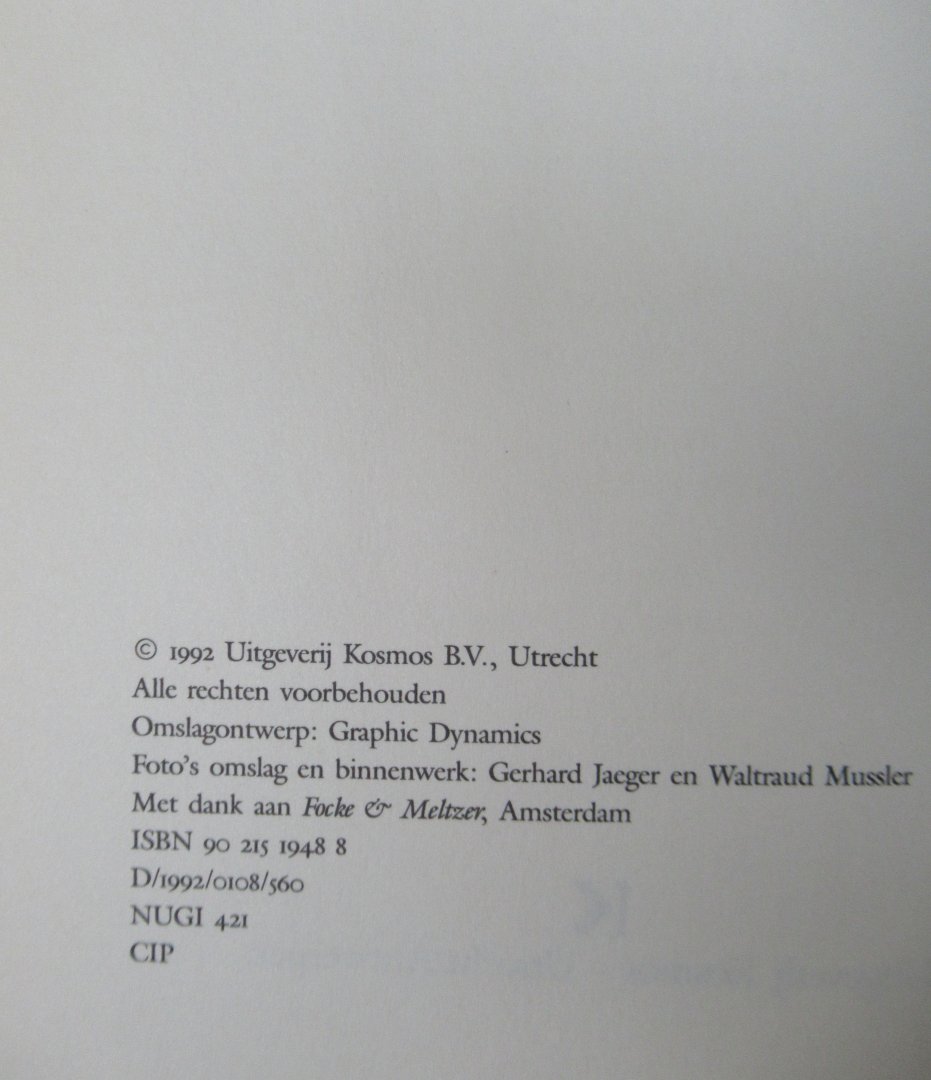 © 1992 Uitgeverij Kosmos B.V., Utrecht
Alle rechten voorbehouden
Omslagontwerp: Graphic Dynamics
Foto's omslag en binnenwerk: Gerhard Jaeger en Waltraud Mussler
Met dank aan Focke & Meltzer, Amsterdam
ISBN 90 215 1948 8
D/1992/0108/560
NUGI 421
CIP